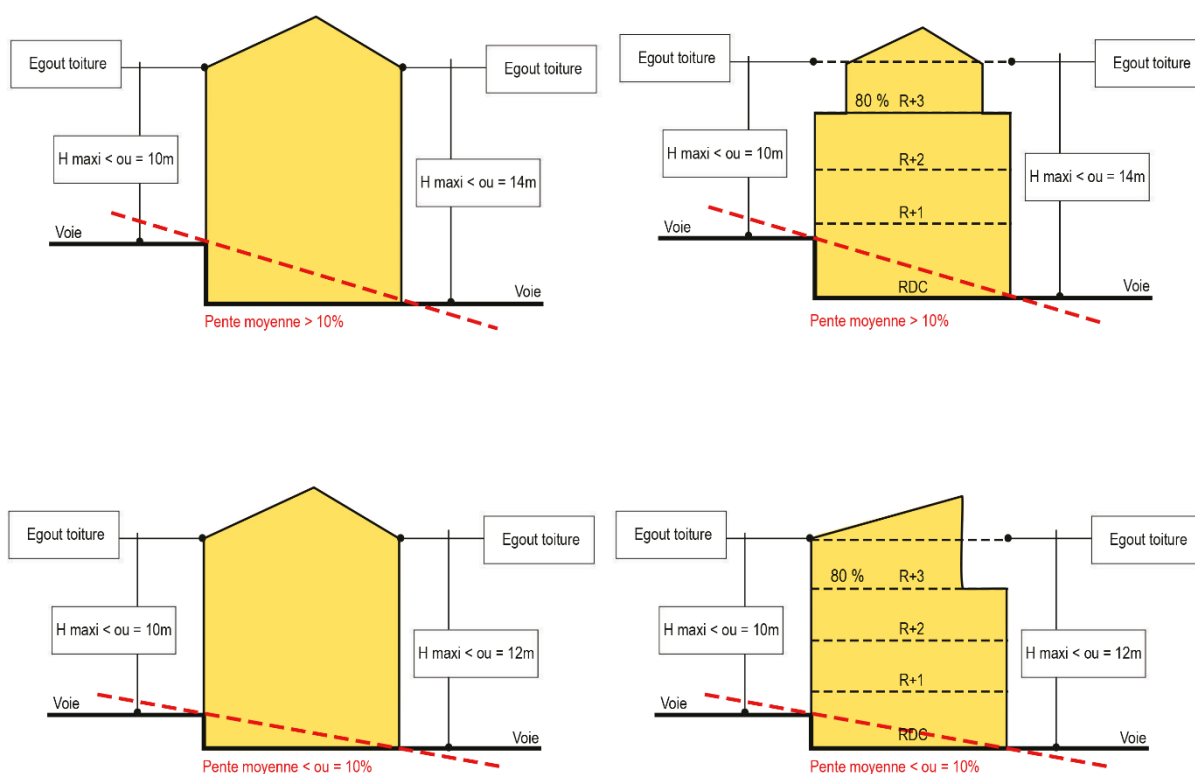 Egout toiture
Egout toiture
H maxi < ou = 10m
H maxi < ou = 14m
Voie
Voie
Pente moyenne > 10%
Egout toiture
Egout toiture
80 % R+3
H maxi < ou = 10m
R+2
H maxi < ou = 14m
R+1
Voie
RDC
Voie
Pente moyenne > 10%
Egout toiture
Egout toiture
H maxi < ou = 10m
H maxi < ou = 12m
Voie
Voie
Pente moyenne < ou = 10%
Egout toiture
Egout toiture
80 % R+3
H maxi < ou = 10m
R+2
H maxi < ou = 12m
R+1
Voie
RDC
Voie
Pente moyenne < ou = 10%